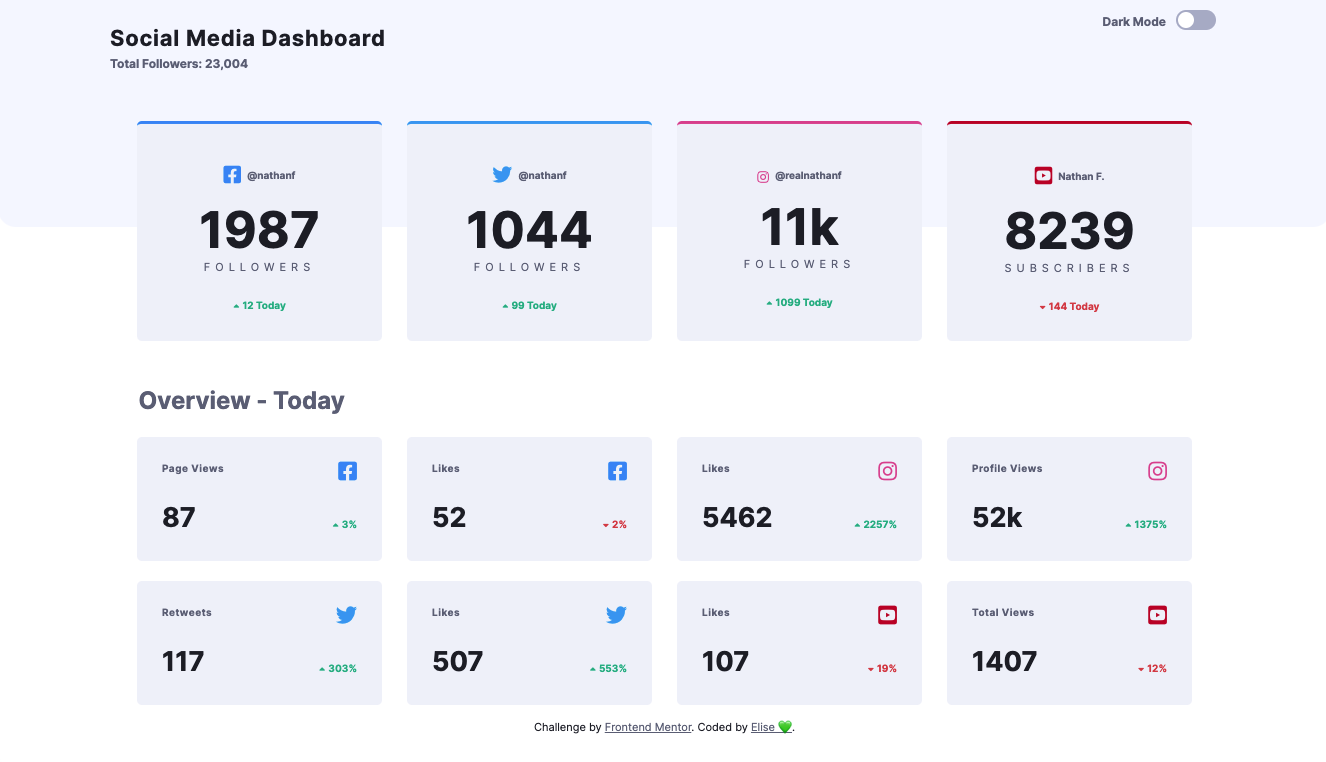 Social Media Dashboard
Total Followers: 23,004
Dark Mode
@nathanf
1987
FOLLOWERS
12 Today
@nathanf
1044
FOLLOWERS
99 Today
@realnathanf
11k
FOLLOWERS
1099 Today
Nathan F.
8239
SUBSCRIBERS
144 Today
Overview - Today
Page Views
87
3%
Likes
52
2%
Likes
5462
2257%
Profile Views
52k
1375%
Retweets
117
303%
Likes
507
553%
Likes
107
19%
Total Views
1407
12%
Challenge by Frontend Mentor. Coded by Elise 💚.